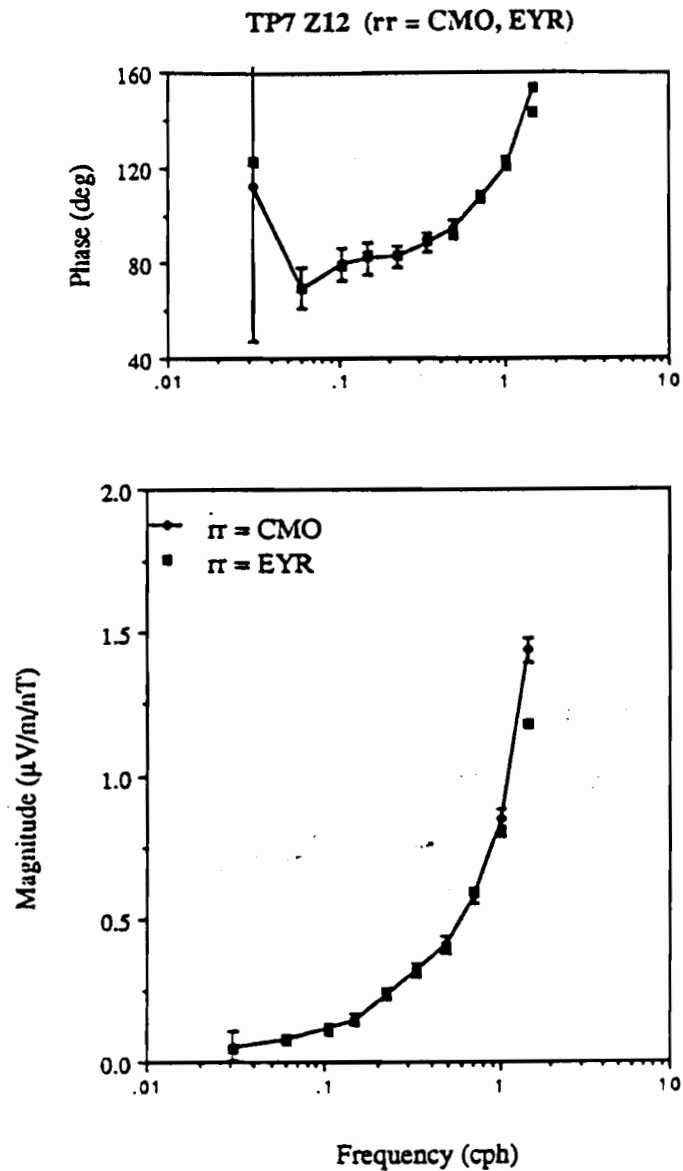 TP7 Z12 (rr = CMO, EYR)
160
120
80
40
Phase (deg)
.01
.1
1
10
2.0
1.5
1.0
0.5
0.0
Magnitude (µV/m/nT)
rr = CMO
rr = EYR
.01
.1
1
10
Frequency (cph)